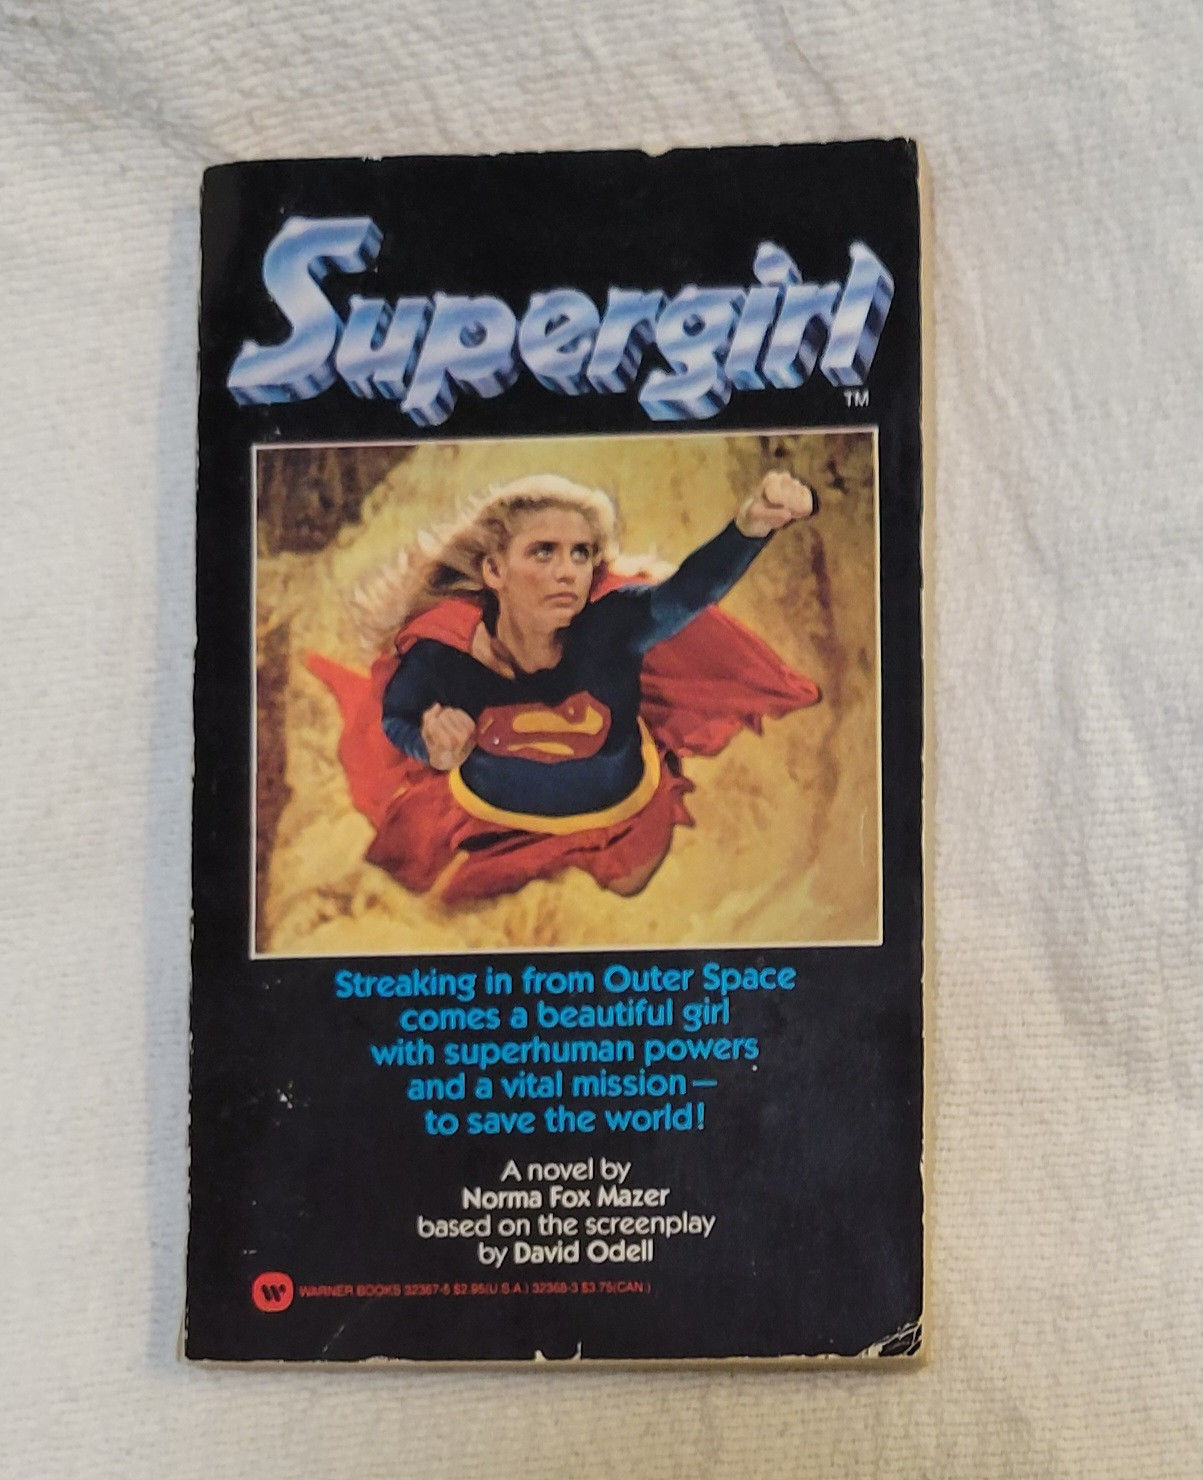 Supergirl
TM
Streaking in from Outer Space
comes a beautiful girl
with superhuman powers
and a vital mission —
to save the world!
A novel by
Norma Fox Mazer
based on the screenplay
by David Odell
WARNER BOOKS 32367-5 $2.95(U.S.A.) 32368-3 $3.75(CAN.)